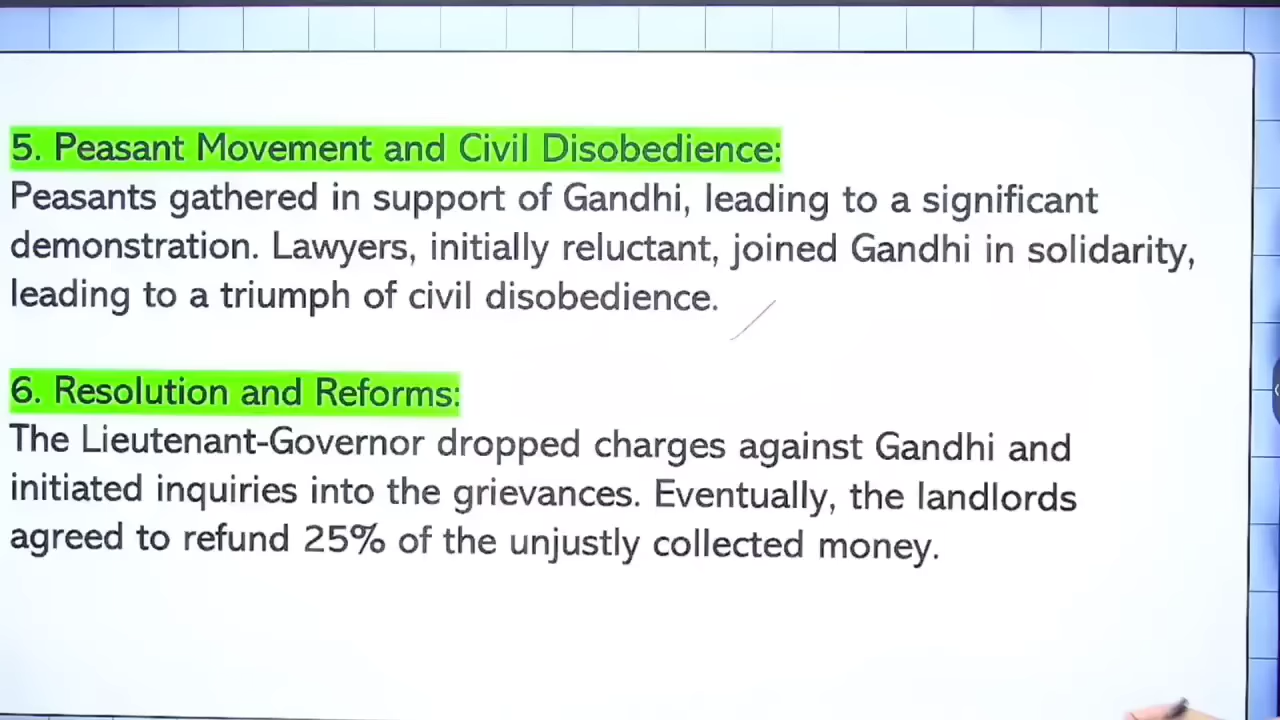 5. Peasant Movement and Civil Disobedience:
Peasants gathered in support of Gandhi, leading to a significant
demonstration. Lawyers, initially reluctant, joined Gandhi in solidarity,
leading to a triumph of civil disobedience.
6. Resolution and Reforms:
The Lieutenant-Governor dropped charges against Gandhi and
initiated inquiries into the grievances. Eventually, the landlords
agreed to refund 25% of the unjustly collected money.